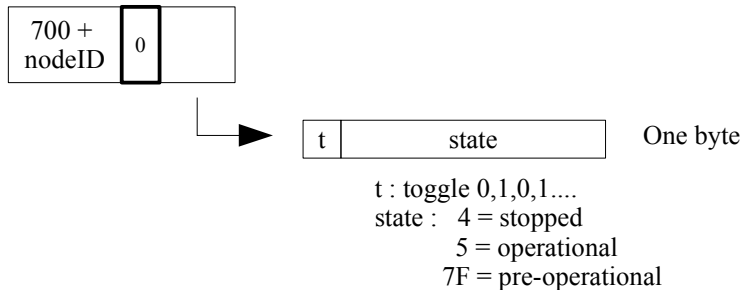 700 +
nodeID
0
t
state
One byte
t : toggle 0,1,0,1....
state : 4 = stopped
5 = operational
7F = pre-operational